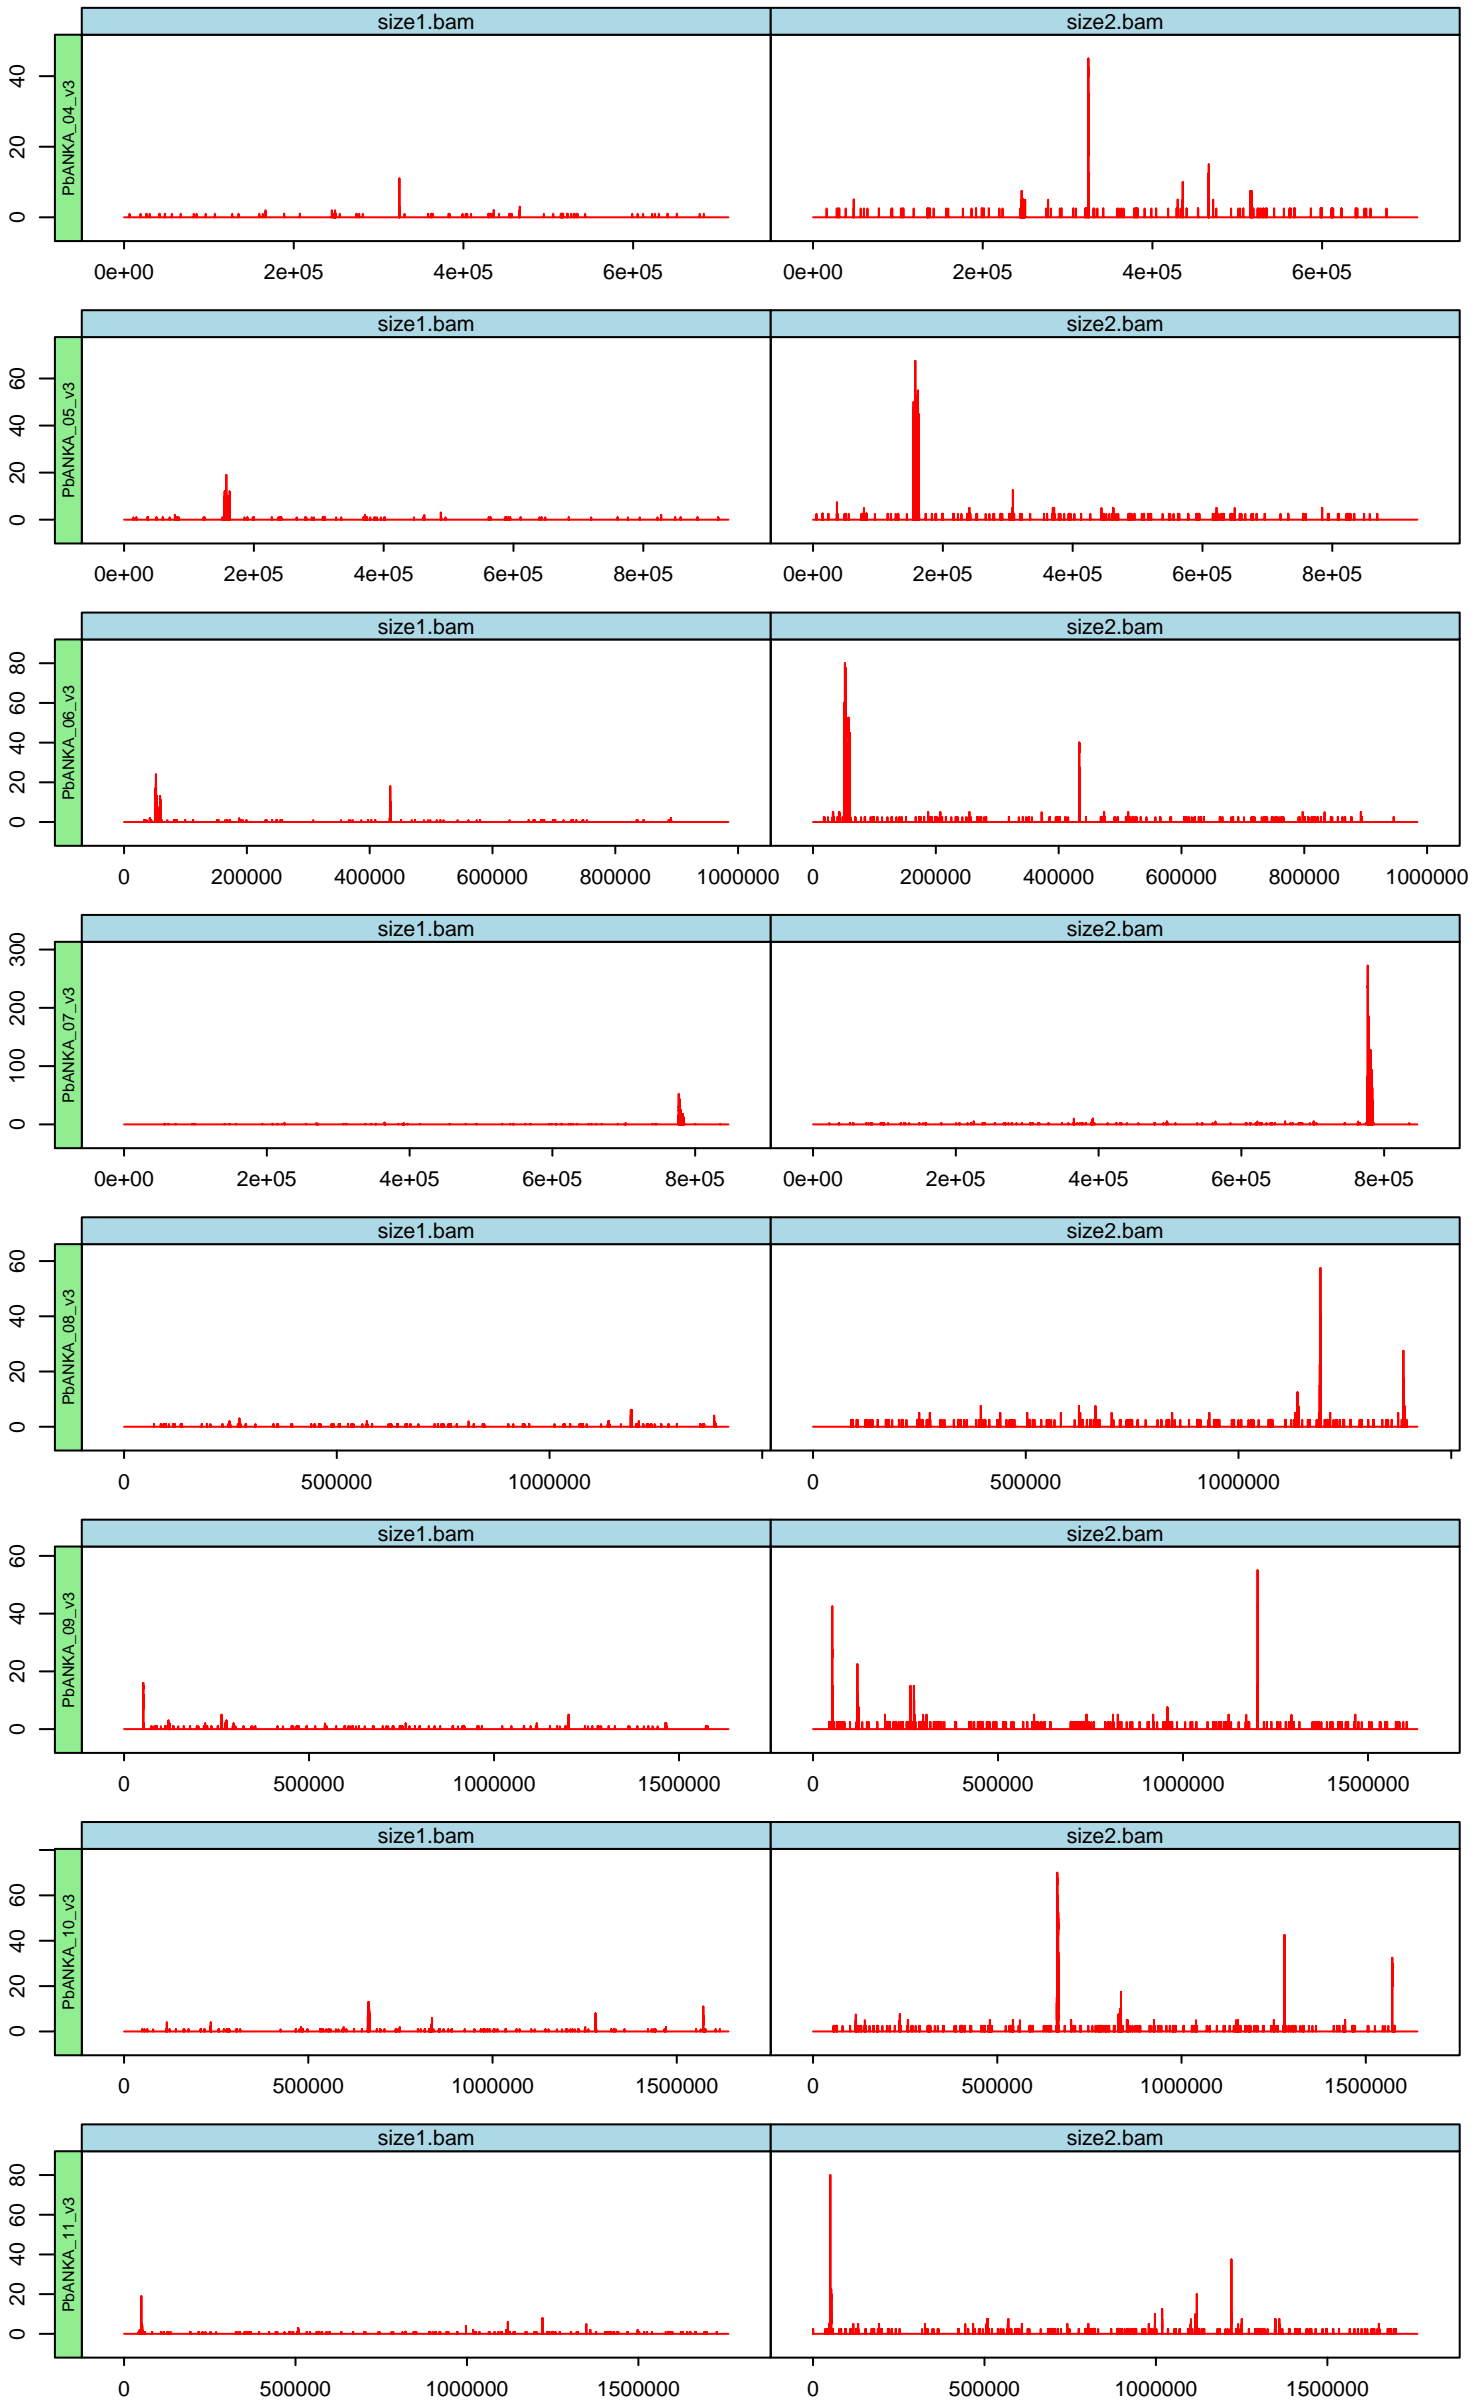 size1.bam size2.bam
PbANKA_04_v3
0 20 40
0e+00 2e+05 4e+05 6e+05 0e+00 2e+05 4e+05 6e+05
size1.bam size2.bam
PbANKA_05_v3
0 20 40 60
0e+00 2e+05 4e+05 6e+05 8e+05 0e+00 2e+05 4e+05 6e+05 8e+05
size1.bam size2.bam
PbANKA_06_v3
0 20 40 60 80
0 200000 400000 600000 800000 1000000 0 200000 400000 600000 800000 1000000
size1.bam size2.bam
PbANKA_07_v3
0 100 200 300
0e+00 2e+05 4e+05 6e+05 8e+05 0e+00 2e+05 4e+05 6e+05 8e+05
size1.bam size2.bam
PbANKA_08_v3
0 20 40 60
0 500000 1000000 0 500000 1000000
size1.bam size2.bam
PbANKA_09_v3
0 20 40 60
0 500000 1000000 1500000 0 500000 1000000 1500000
size1.bam size2.bam
PbANKA_10_v3
0 20 40 60
0 500000 1000000 1500000 0 500000 1000000 1500000
size1.bam size2.bam
PbANKA_11_v3
0 20 40 60 80
0 500000 1000000 1500000 0 500000 1000000 1500000